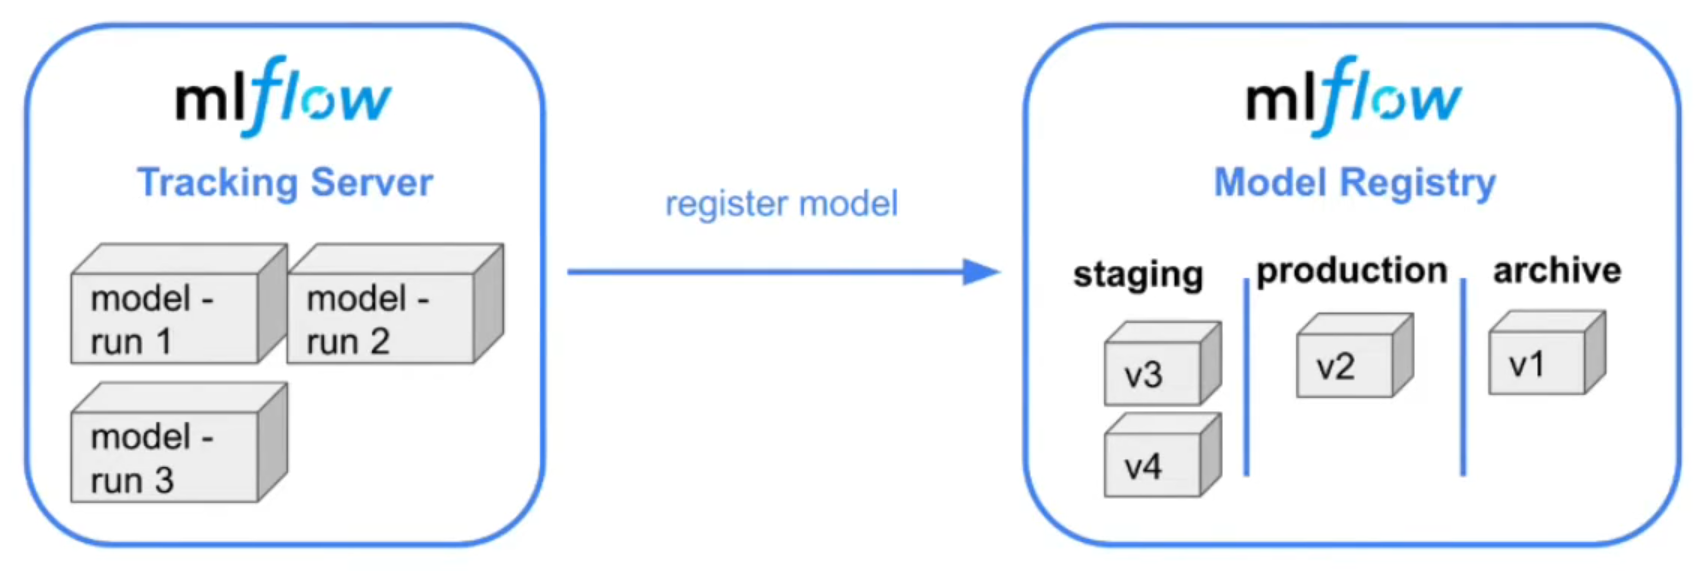 mlflow
Tracking Server
model -
run 1
model -
run 2
model -
run 3
register model
mlflow
Model Registry
staging
production
archive
v3
v2
v1
v4